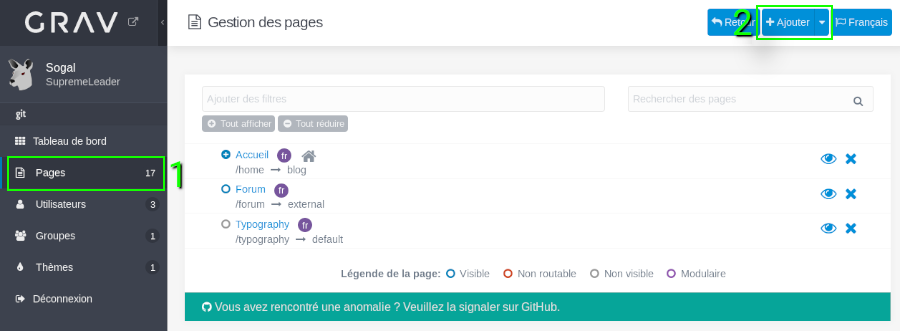 GRAV
Sogal
SupremeLeader
git
Tableau de bord
Pages 17
1
Utilisateurs 3
Groupes 1
Thèmes 1
Déconnexion
Gestion des pages
Retour
2
Ajouter
Français
Ajouter des filtres
Rechercher des pages
Tout afficher
Tout réduire
Accueil fr
/home → blog
Forum fr
/forum → external
Typography fr
/typography → default
Légende de la page: Visible Non routable Non visible Modulaire
Vous avez rencontré une anomalie ? Veuillez la signaler sur GitHub.